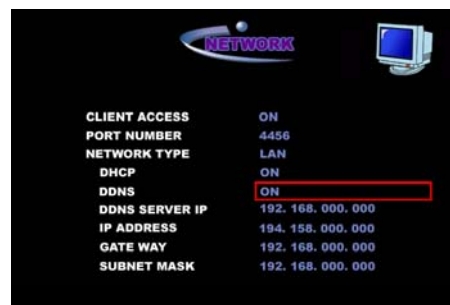 NETWORK
CLIENT ACCESS ON
PORT NUMBER 4456
NETWORK TYPE LAN
DHCP ON
DDNS ON
DDNS SERVER IP 192. 168. 000. 000
IP ADDRESS 194. 158. 000. 000
GATE WAY 192. 168. 000. 000
SUBNET MASK 192. 168. 000. 000